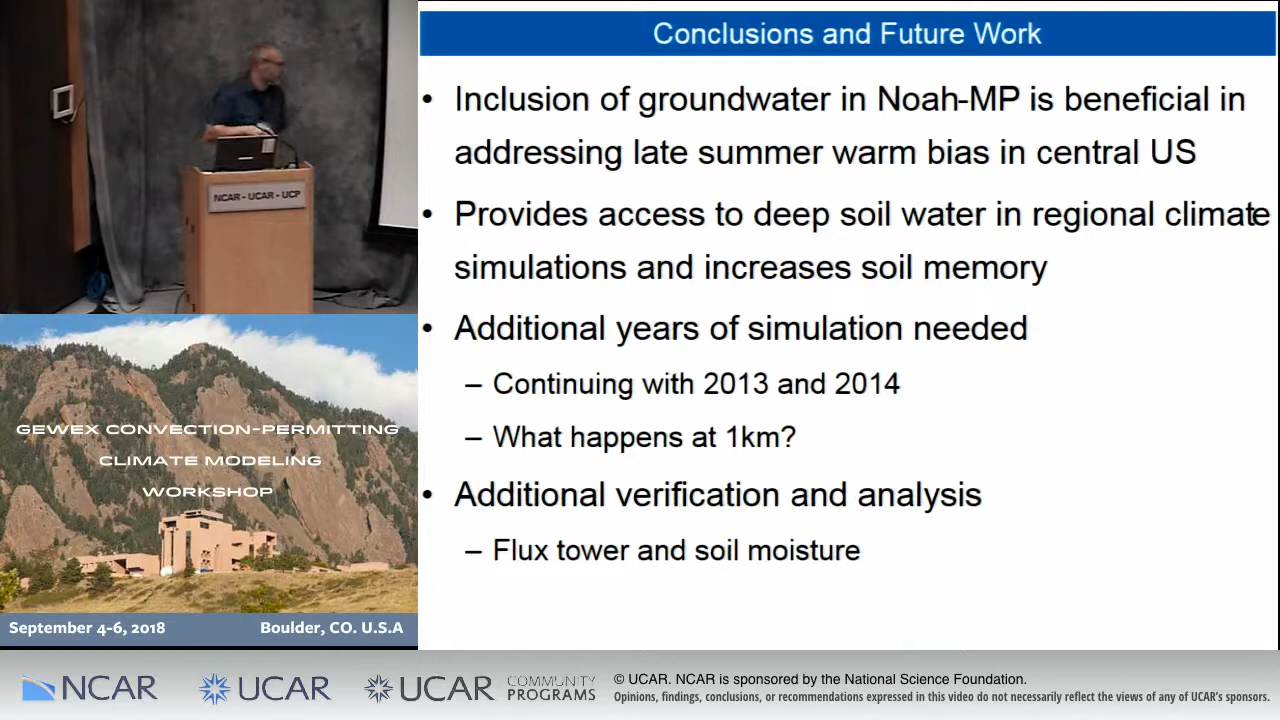 Conclusions and Future Work
• Inclusion of groundwater in Noah-MP is beneficial in
addressing late summer warm bias in central US
• Provides access to deep soil water in regional climate
simulations and increases soil memory
• Additional years of simulation needed
– Continuing with 2013 and 2014
– What happens at 1km?
• Additional verification and analysis
– Flux tower and soil moisture
NCAR - UCAR - UCP
GEWEX CONVECTION-PERMITTING
CLIMATE MODELING
WORKSHOP
September 4-6, 2018 Boulder, CO. U.S.A
NCAR
UCAR
UCAR COMMUNITY
PROGRAMS
© UCAR. NCAR is sponsored by the National Science Foundation.
Opinions, findings, conclusions, or recommendations expressed in this video do not necessarily reflect the views of any of UCAR's sponsors.